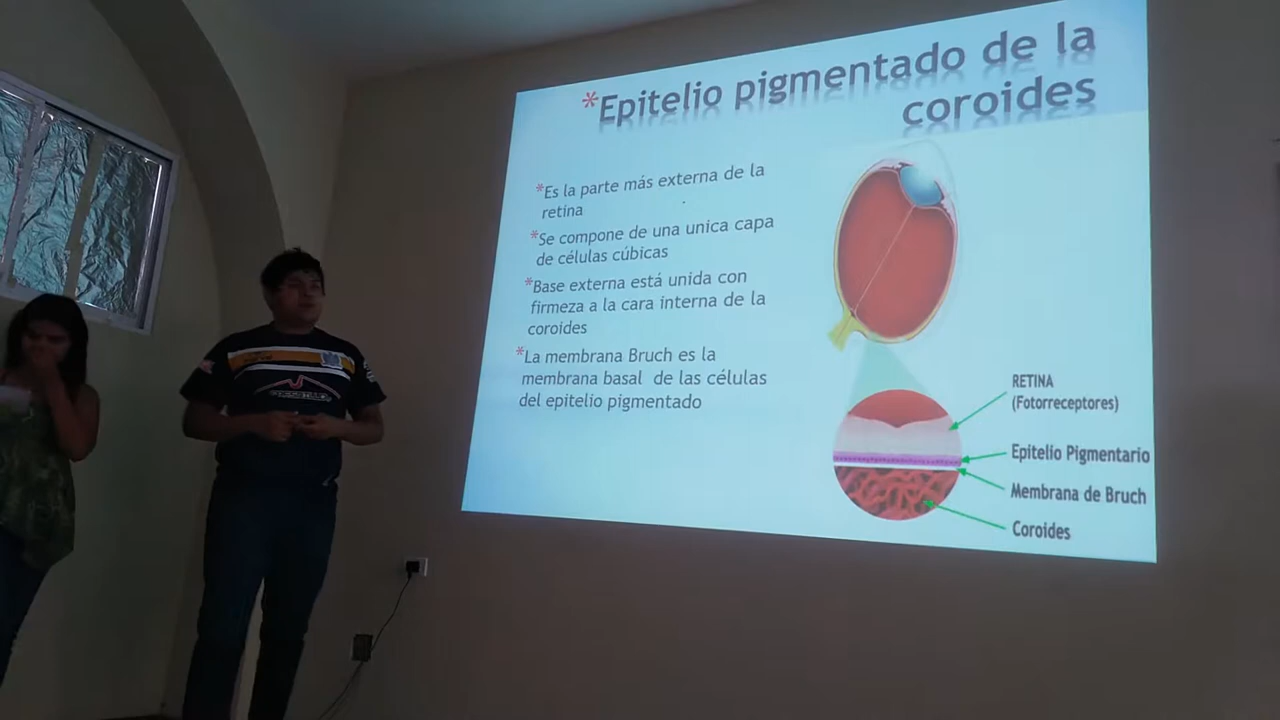 *Epitelio pigmentado de la
coroides
*Es la parte más externa de la
retina
*Se compone de una unica capa
de células cúbicas
*Base externa está unida con
firmeza a la cara interna de la
coroides
*La membrana Bruch es la
membrana basal de las células
del epitelio pigmentado
RETINA
(Fotorreceptores)
Epitelio Pigmentario
Membrana de Bruch
Coroides